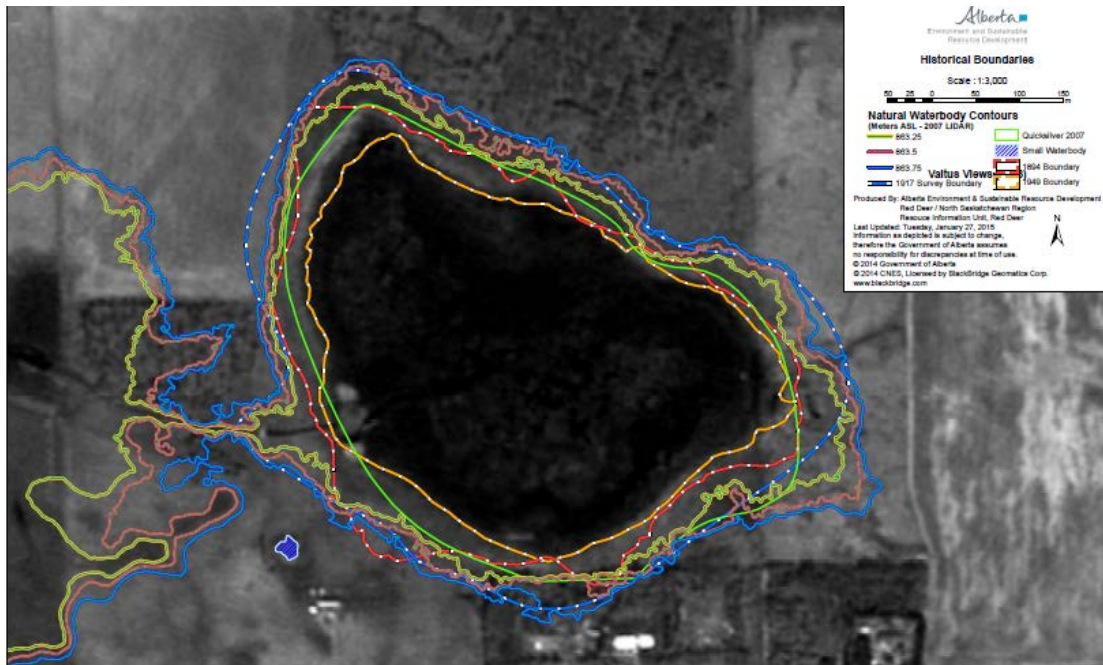 Alberta
Environment and Sustainable
Resource Development
Historical Boundaries
Scale : 1:3,000
50 25 0 50 100 150
m
Natural Waterbody Contours
(Meters ASL - 2007 LIDAR)
863.25
863.5
863.75
1917 Survey Boundary
Quicksilver 2007
Small Waterbody
1894 Boundary
Valtus Views
1949 Boundary
Produced By: Alberta Environment & Sustainable Resource Development
Red Deer / North Saskatchewan Region
Resouce Information Unit, Red Deer
Last Updated: Tuesday, January 27, 2015
Information as depicted is subject to change,
therefore the Government of Alberta assumes
no responsibility for discrepancies at time of use.
© 2014 Government of Alberta
© 2014 CNES, Licensed by BlackBridge Geomatics Corp.
www.blackbridge.com
N